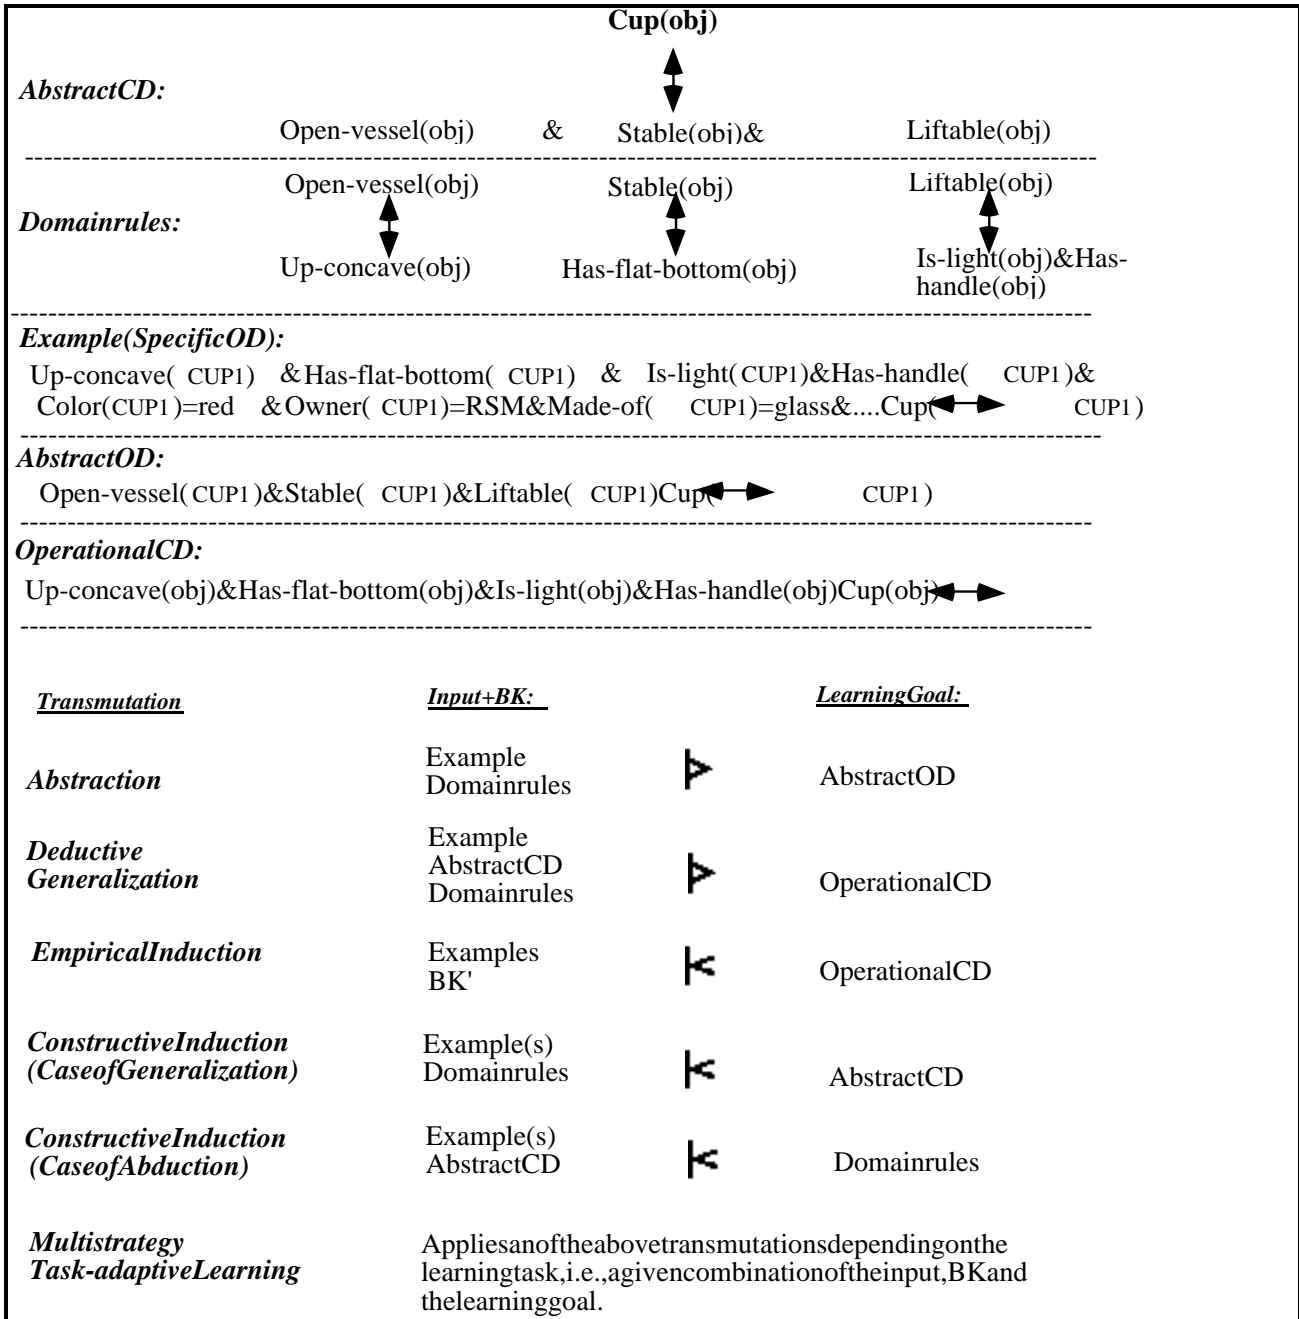 Cup(obj)
AbstractCD:
Open-vessel(obj) & Stable(obj)& Liftable(obj)
Open-vessel(obj) Stable(obj) Liftable(obj)
Domainrules:
Up-concave(obj) Has-flat-bottom(obj) Is-light(obj)&Has-
handle(obj)
Example(SpecificOD):
Up-concave( CUP1) &Has-flat-bottom( CUP1) & Is-light(CUP1)&Has-handle( CUP1)&
Color(CUP1)=red &Owner( CUP1)=RSM&Made-of( CUP1)=glass&....Cup( CUP1)
AbstractOD:
Open-vessel(CUP1)&Stable( CUP1)&Liftable( CUP1)Cup( CUP1)
OperationalCD:
Up-concave(obj)&Has-flat-bottom(obj)&Is-light(obj)&Has-handle(obj)Cup(obj)
Transmutation Input+BK: LearningGoal:
Abstraction
Example
Domainrules
AbstractOD
Deductive
Generalization
Example
AbstractCD
Domainrules
OperationalCD
EmpiricalInduction
Examples
BK'
OperationalCD
ConstructiveInduction
(CaseofGeneralization)
Example(s)
Domainrules
AbstractCD
ConstructiveInduction
(CaseofAbduction)
Example(s)
AbstractCD
Domainrules
Multistrategy
Task-adaptiveLearning
Appliesanoftheabovetransmutationsdependingonthe
learningtask,i.e.,agivencombinationoftheinput,BKand
thelearninggoal.